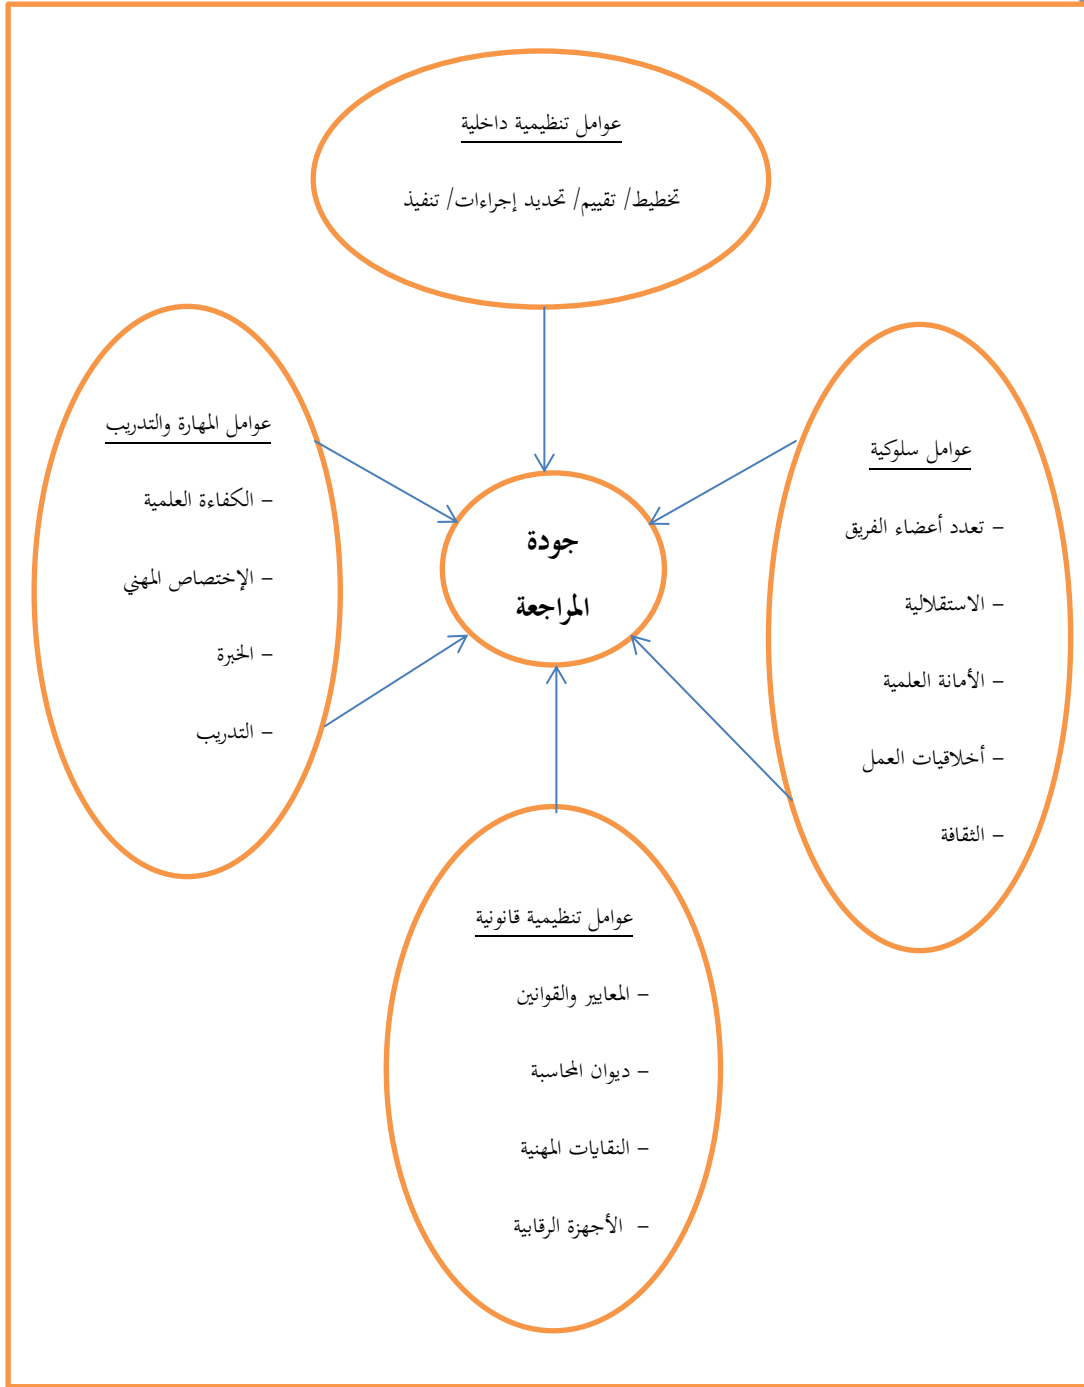 عوامل تنظيمية داخلية
تخطيط/ تقييم/ تحديد إجراءات/ تنفيذ
عوامل سلوكية
– تعدد أعضاء الفريق
– الاستقلالية
– الأمانة العلمية
– أخلاقيات العمل
– الثقافة
جودة
المراجعة
عوامل المهارة والتدريب
– الكفاءة العلمية
– الإختصاص المهني
– الخبرة
– التدريب
عوامل تنظيمية قانونية
– المعايير والقوانين
– ديوان المحاسبة
– النقايات المهنية
– الأجهزة الرقابية